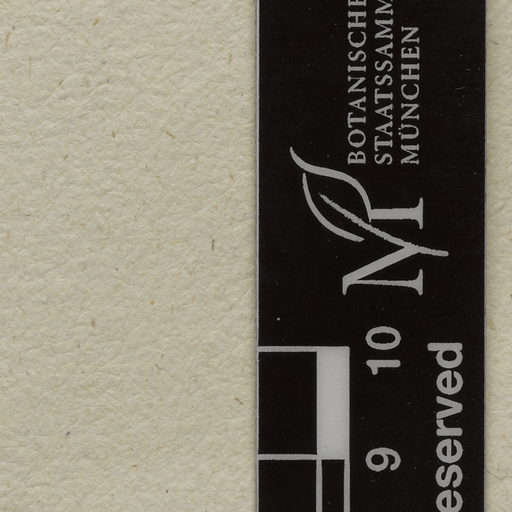 BOTANISCHE
STAATSSAMM
MÜNCHEN
M
10
9
eserved